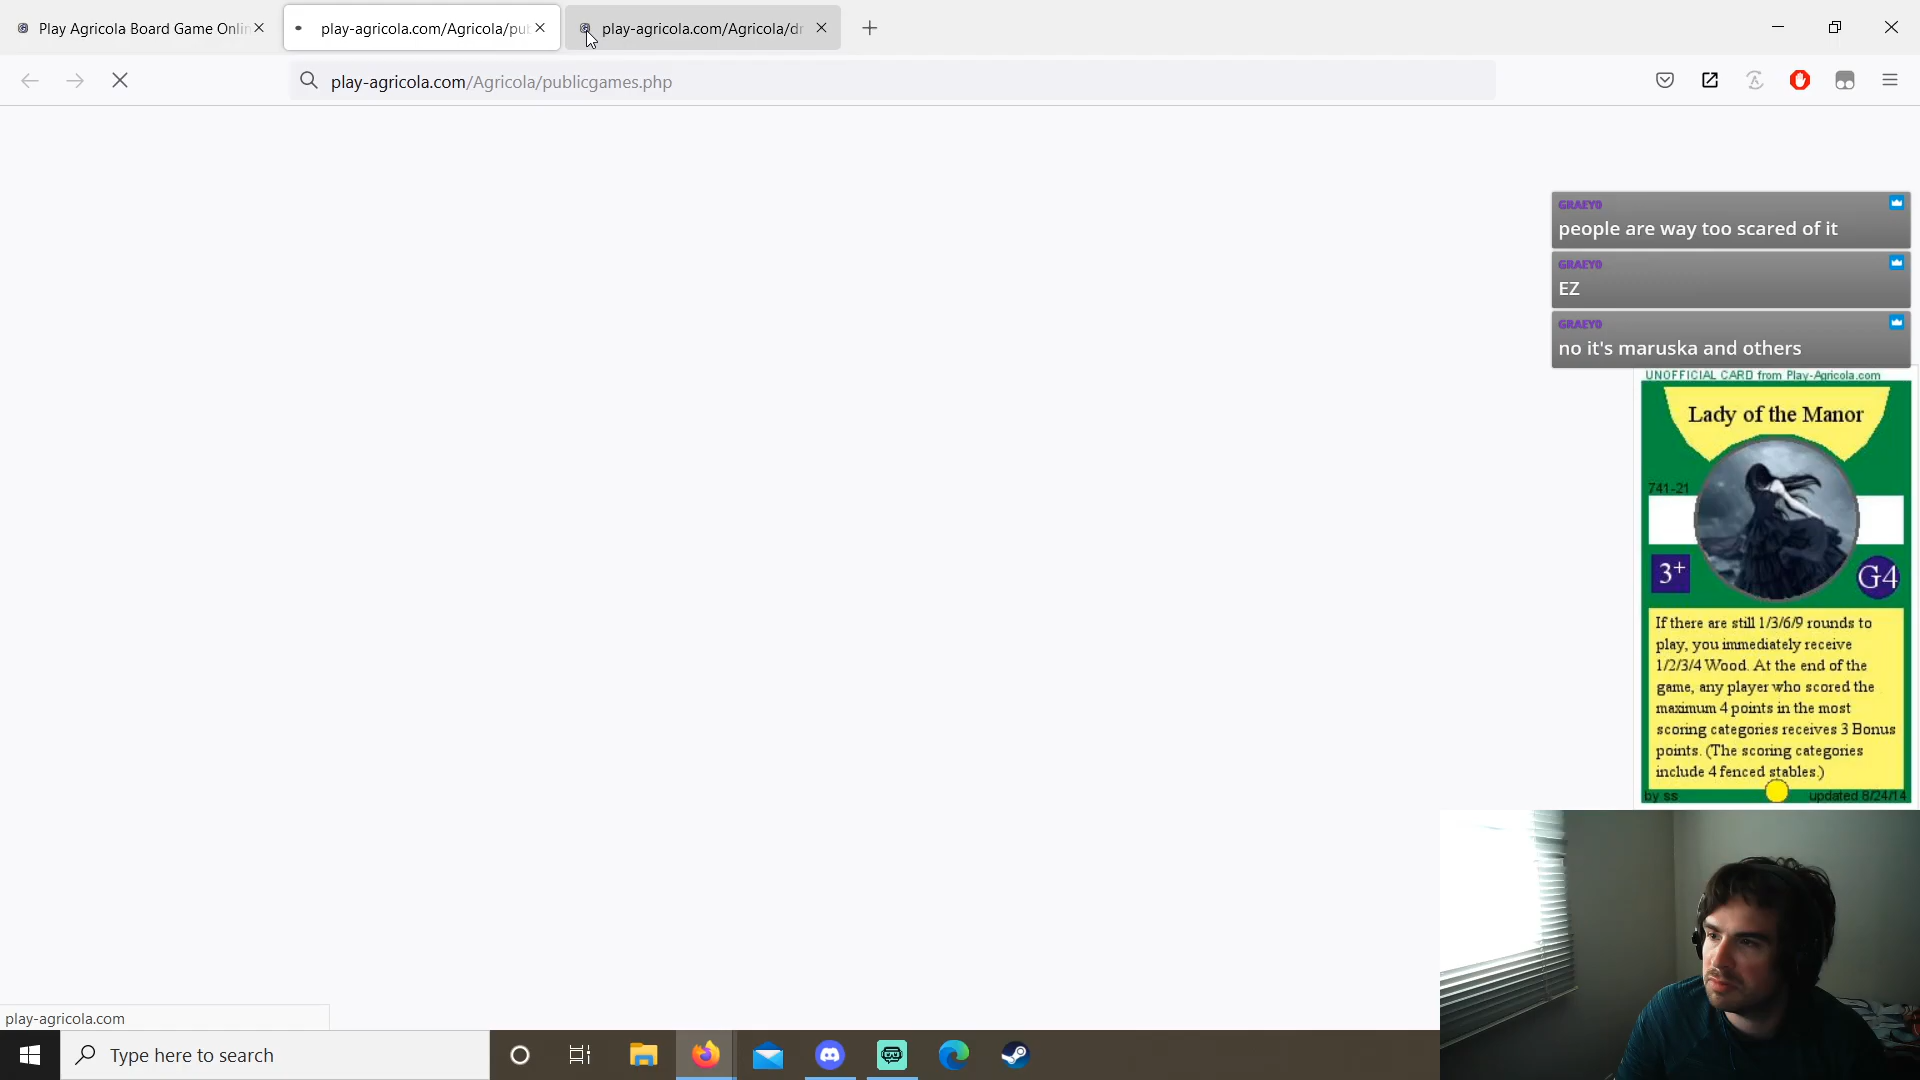 Play Agricola Board Game Onlin
play-agricola.com/Agricola/pub
play-agricola.com/Agricola/dr
play-agricola.com/Agricola/publicgames.php
GRAEY0
people are way too scared of it
GRAEY0
EZ
GRAEY0
no it's maruska and others
UNOFFICIAL CARD from Play-Agricola.com
Lady of the Manor
741-21
3+
G4
If there are still 1/3/6/9 rounds to
play, you immediately receive
1/2/3/4 Wood. At the end of the
game, any player who scored the
maximum 4 points in the most
scoring categories receives 3 Bonus
points. (The scoring categories
include 4 fenced stables.)
by ss
updated 8/24/14
play-agricola.com
Type here to search